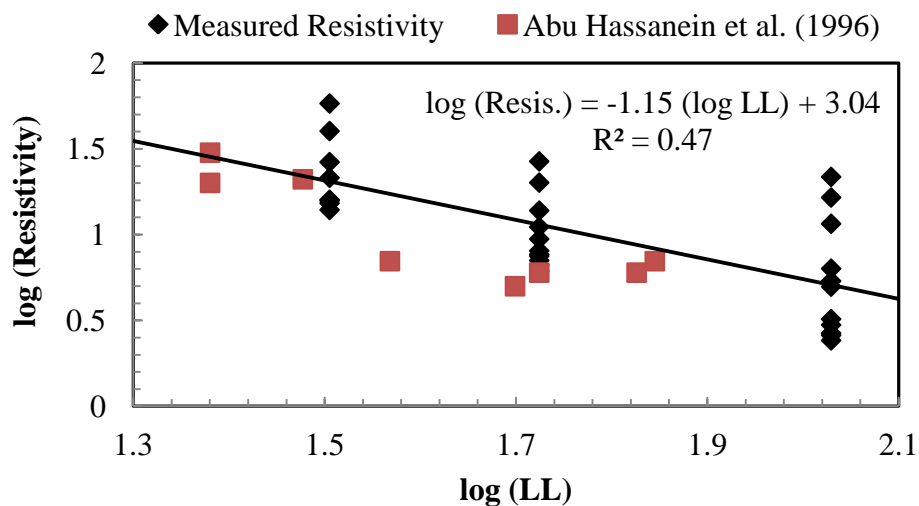 Measured Resistivity Abu Hassanein et al. (1996)
2
log (Resis.) = -1.15 (log LL) + 3.04
R² = 0.47
1.5
1
0.5
0
log (Resistivity)
1.3 1.5 1.7 1.9 2.1
log (LL)